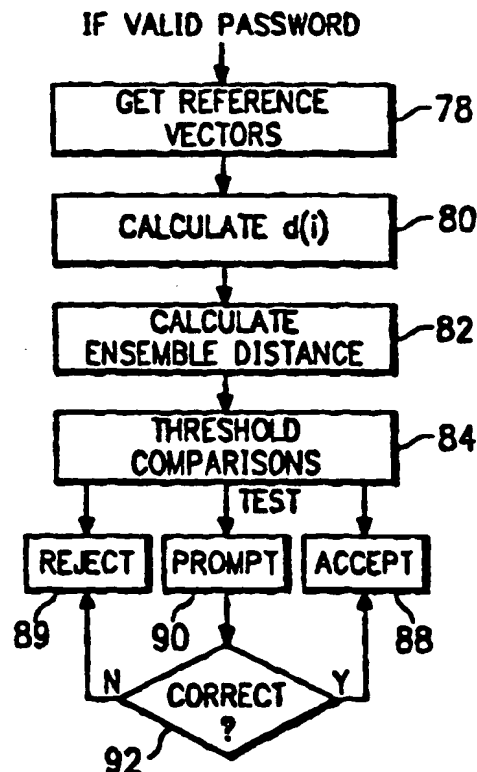 IF VALID PASSWORD
GET REFERENCE
VECTORS
78
CALCULATE d(i)
80
CALCULATE
ENSEMBLE DISTANCE
82
THRESHOLD
COMPARISONS
84
TEST
REJECT
PROMPT
ACCEPT
89
90
88
N
CORRECT
?
Y
92